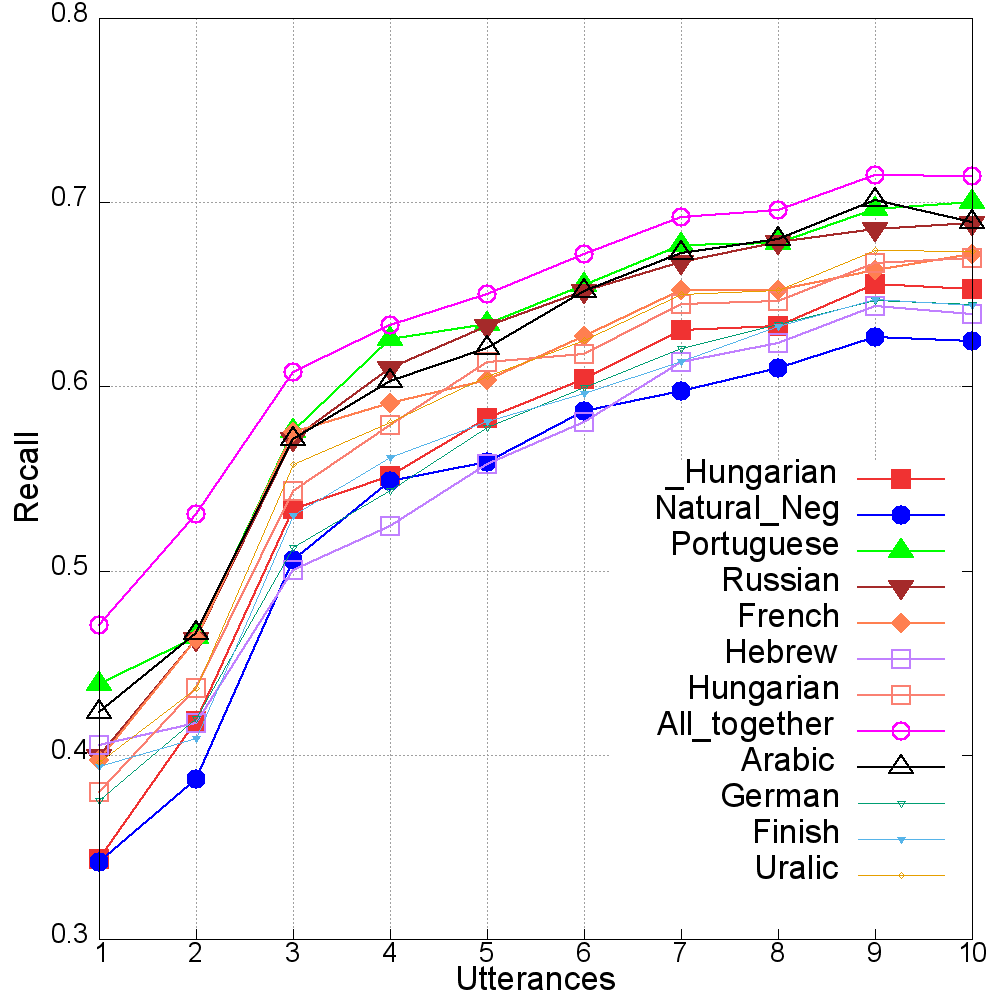 0.8
0.7
0.6
0.5
0.4
0.3
Recall
_Hungarian
Natural_Neg
Portuguese
Russian
French
Hebrew
Hungarian
All_together
Arabic
German
Finish
Uralic
1 2 3 4 5 6 7 8 9 10
Utterances